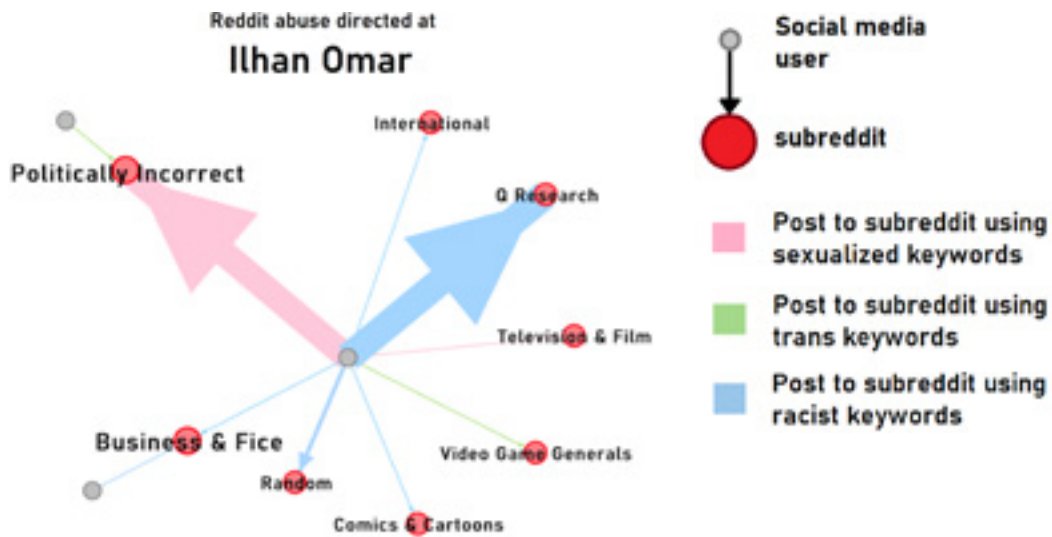 Reddit abuse directed at
Ilhan Omar
International
Politically Incorrect
Q Research
Television & Film
Business & Fice
Video Game Generals
Random
Comics & Cartoons
Social media
user
subreddit
Post to subreddit using
sexualized keywords
Post to subreddit using
trans keywords
Post to subreddit using
racist keywords